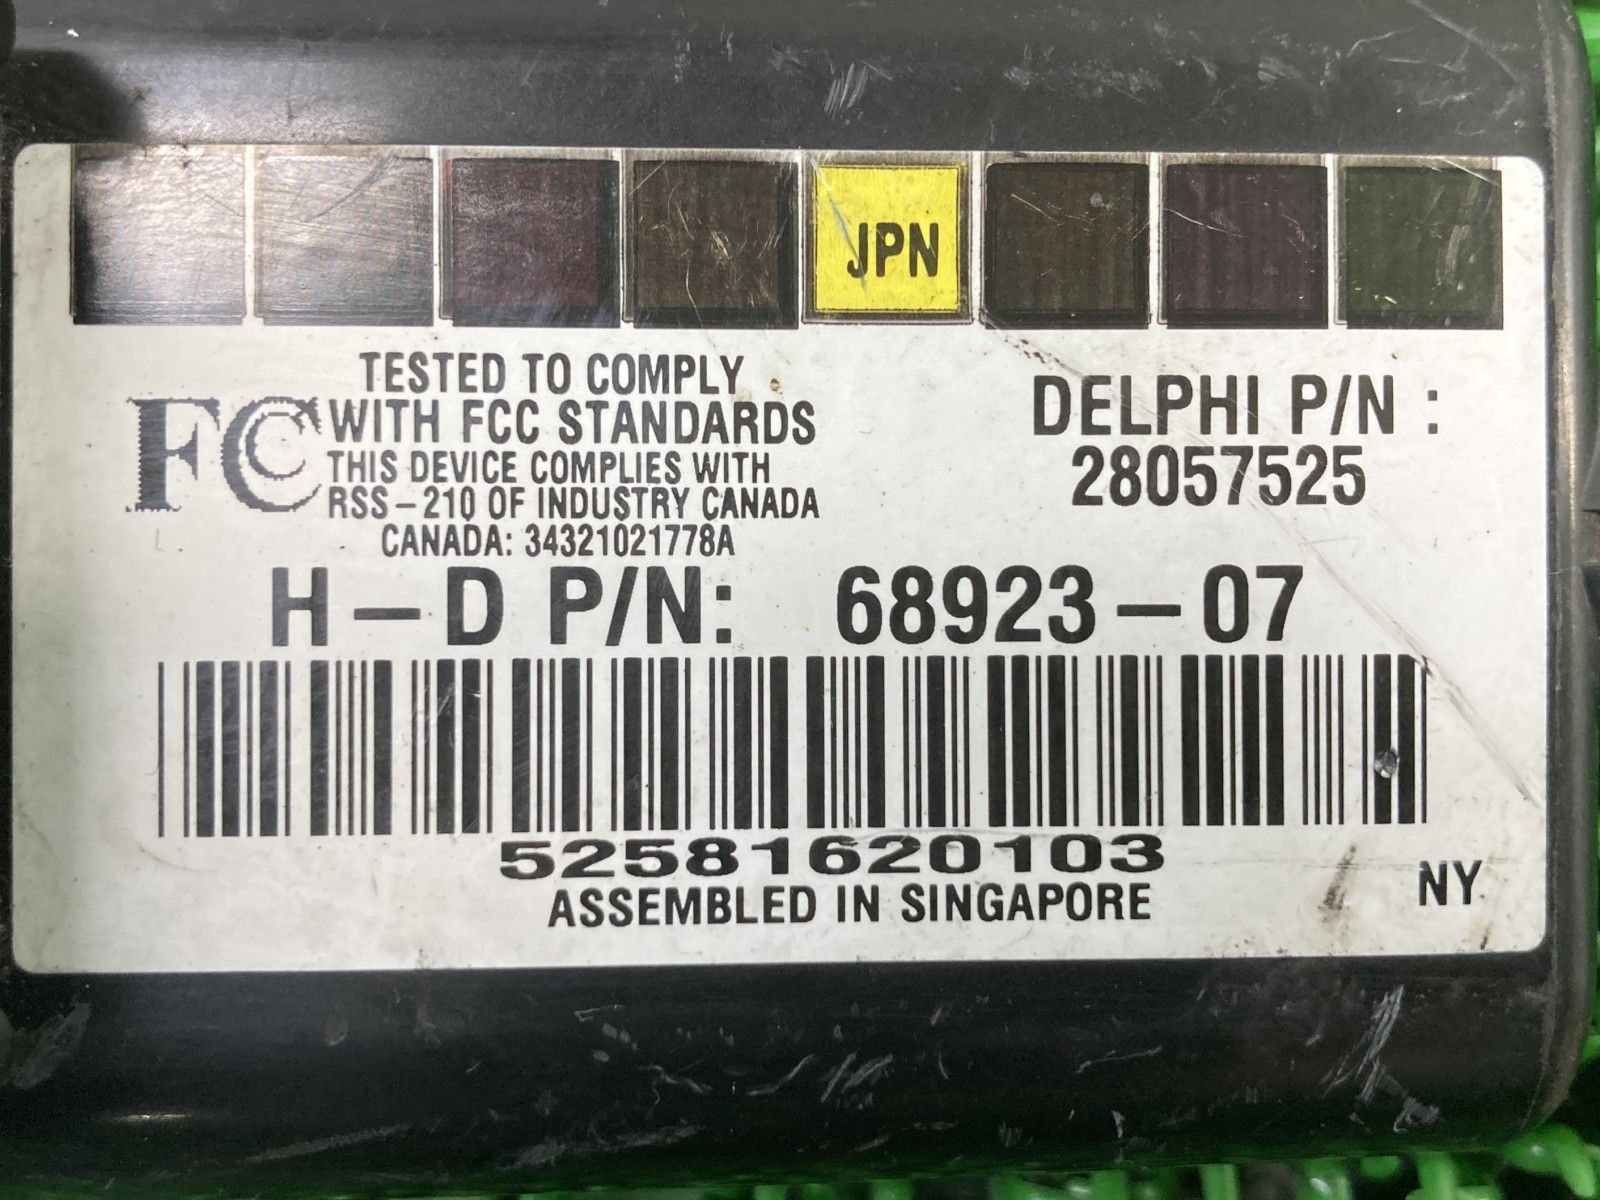 JPN
TESTED TO COMPLY
WITH FCC STANDARDS
FC
THIS DEVICE COMPLIES WITH
RSS-210 OF INDUSTRY CANADA
CANADA: 34321021778A
DELPHI P/N :
28057525
H-D P/N: 68923-07
52581620103
ASSEMBLED IN SINGAPORE
NY